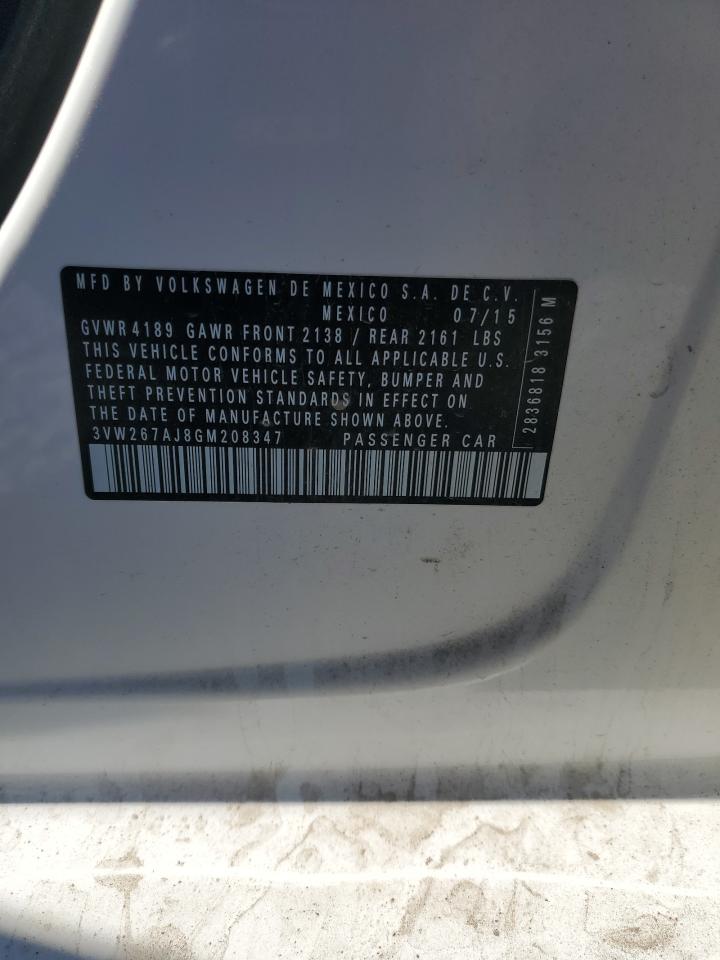 MFD BY VOLKSWAGEN DE MEXICO S.A. DE C.V.
MEXICO 07/15
GVWR 4189 GAWR FRONT 2138 / REAR 2161 LBS
THIS VEHICLE CONFORMS TO ALL APPLICABLE U.S.
FEDERAL MOTOR VEHICLE SAFETY, BUMPER AND
THEFT PREVENTION STANDARDS IN EFFECT ON
THE DATE OF MANUFACTURE SHOWN ABOVE.
3VW267AJ8GM208347 PASSENGER CAR
2836818 3156 M